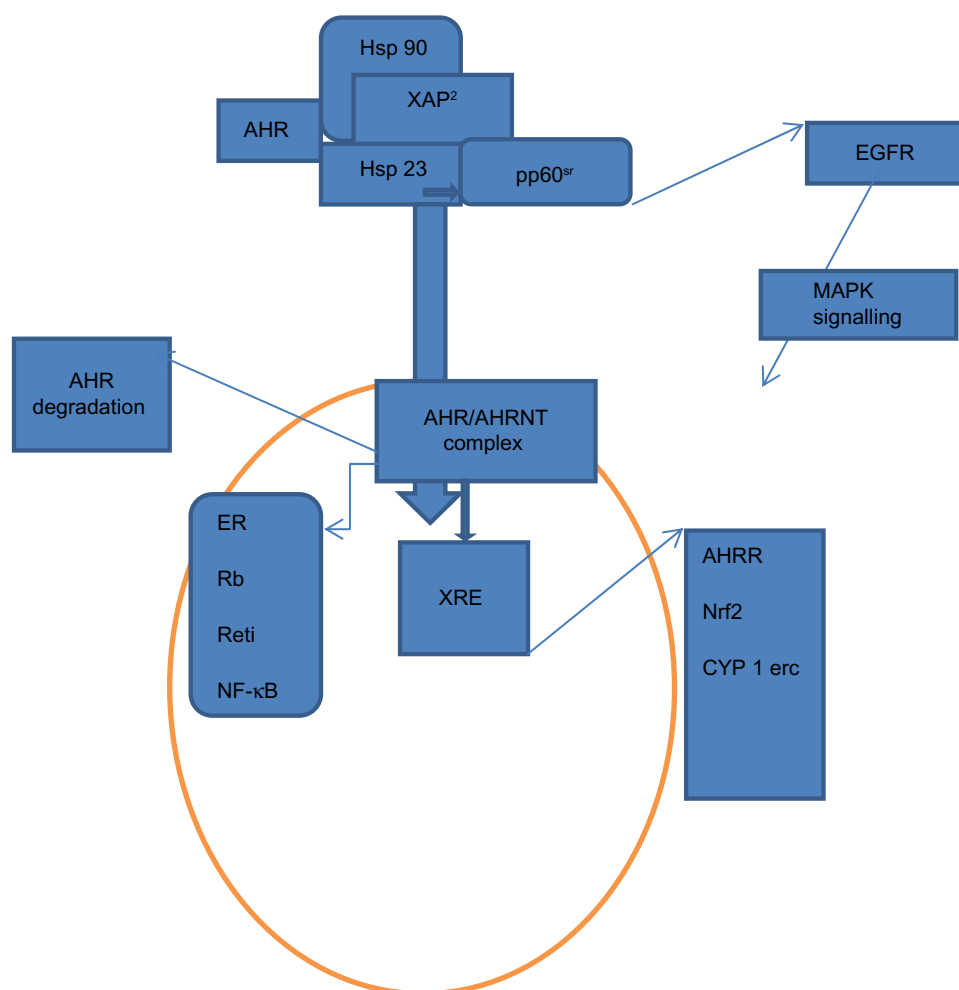 Hsp 90
XAP²
AHR
Hsp 23
pp60ˢʳ
EGFR
MAPK
signalling
AHR
degradation
AHR/AHRNT
complex
ER
Rb
Reti
NF-κB
XRE
AHRR
Nrf2
CYP 1 erc